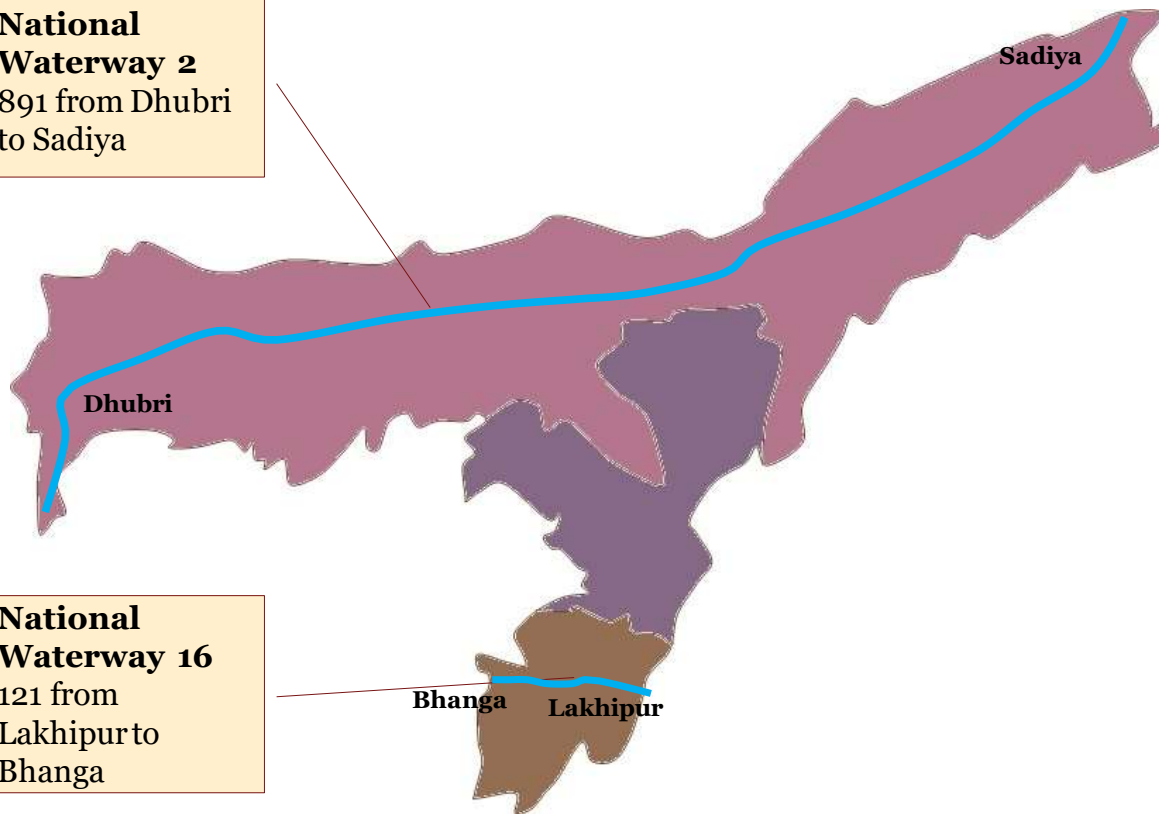 National
Waterway 2
891 from Dhubri
to Sadiya
Sadiya
Dhubri
National
Waterway 16
121 from
Lakhipur to
Bhanga
Bhanga
Lakhipur